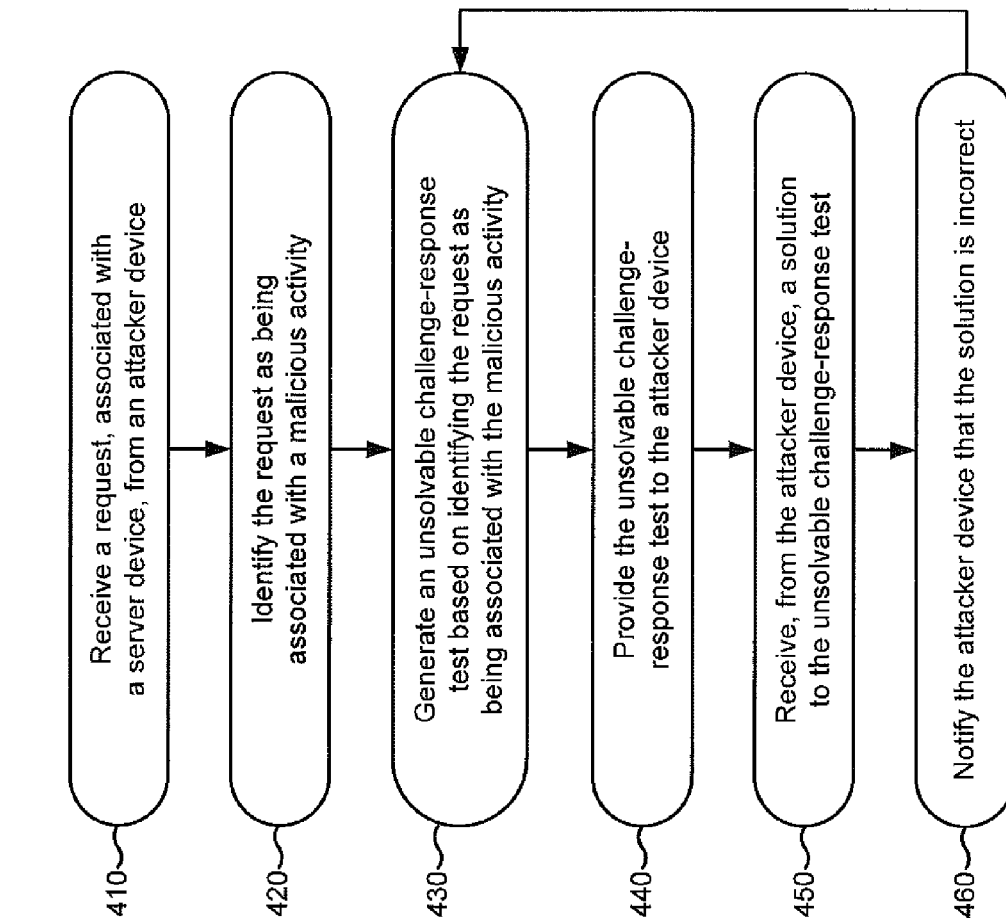 410
Receive a request, associated with
a server device, from an attacker device
420
Identify the request as being
associated with a malicious activity
430
Generate an unsolvable challenge-response
test based on identifying the request as
being associated with the malicious activity
440
Provide the unsolvable challenge-
response test to the attacker device
450
Receive, from the attacker device, a solution
to the unsolvable challenge-response test
460
Notify the attacker device that the solution is incorrect